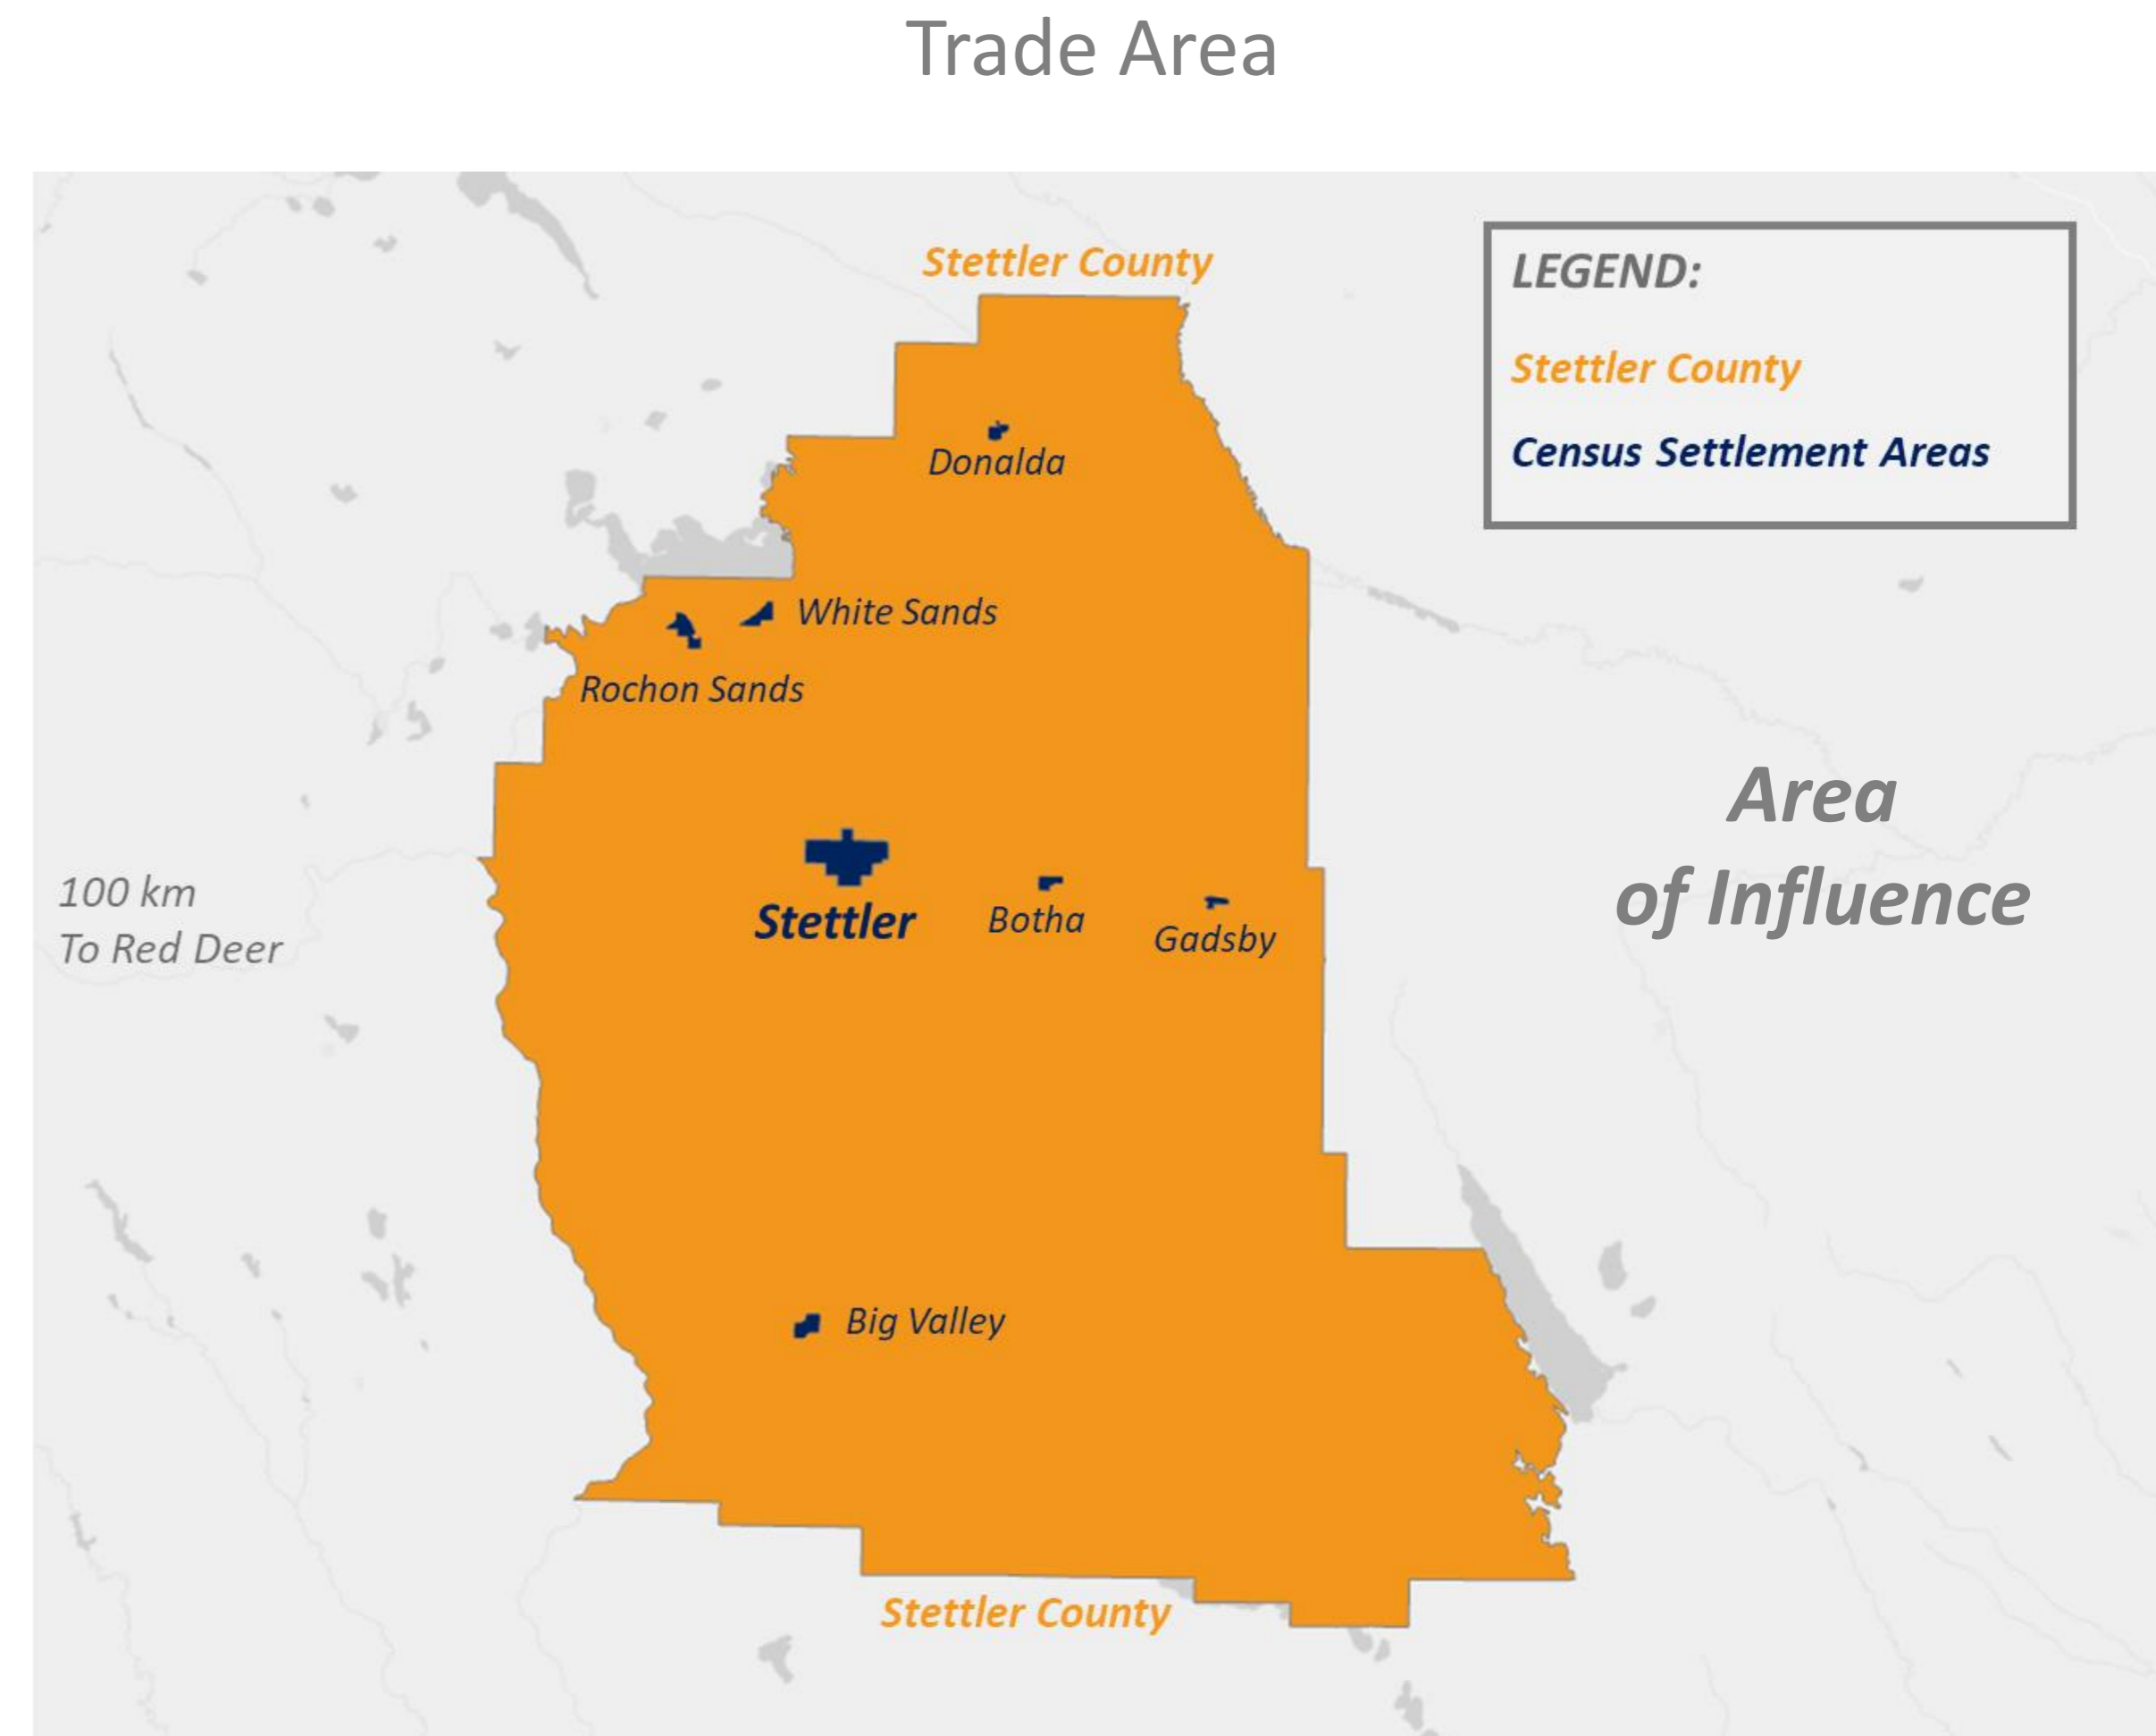 Trade Area
Stettler County
LEGEND:
Stettler County
Census Settlement Areas
Donalda
White Sands
Rochon Sands
Area
of Influence
100 km
To Red Deer
Stettler
Botha
Gadsby
Big Valley
Stettler County